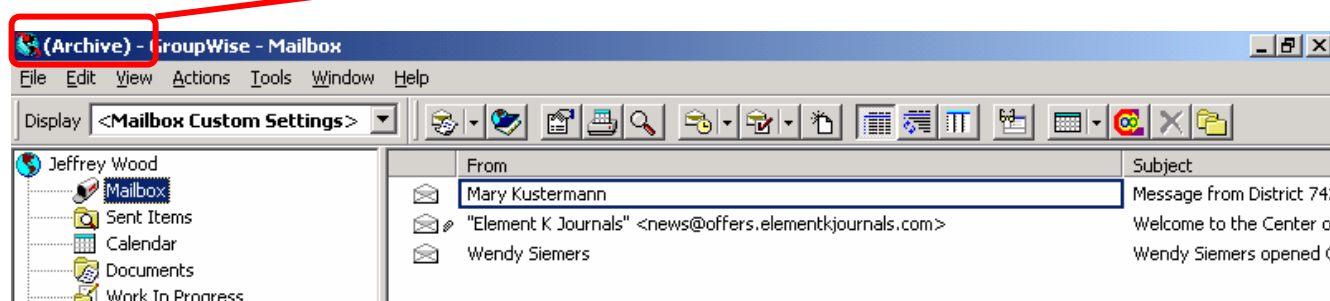 (Archive) - GroupWise - Mailbox
File Edit View Actions Tools Window Help
Display <Mailbox Custom Settings>
Jeffrey Wood
Mailbox
Sent Items
Calendar
Documents
Work In Progress
From Subject
Mary Kustermann Message from District 74
"Element K Journals" <news@offers.elementkjournals.com> Welcome to the Center o
Wendy Siemers Wendy Siemers opened